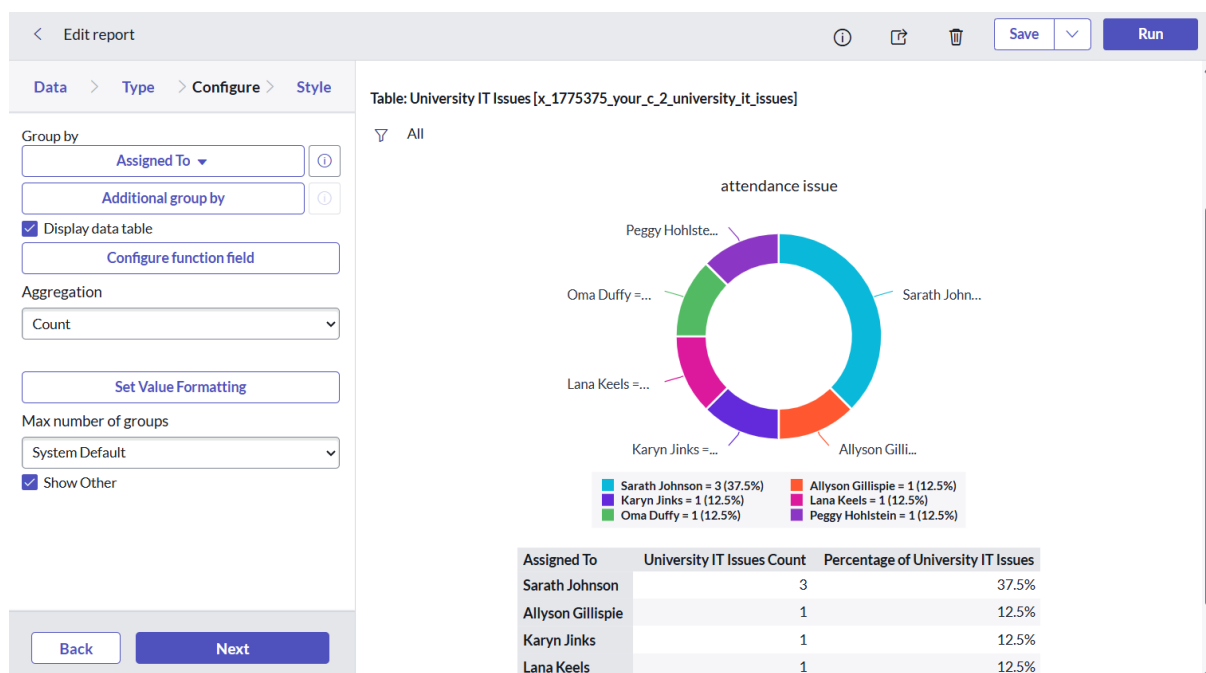 Edit report
Save
Run
Data
Type
Configure
Style
Table: University IT Issues [x_1775375_your_c_2_university_it_issues]
All
Group by
Assigned To
Additional group by
Display data table
Configure function field
Aggregation
Count
Set Value Formatting
Max number of groups
System Default
Show Other
Back
Next
attendance issue
Peggy Hohlste...
Oma Duffy =...
Sarath John...
Lana Keels =...
Karyn Jinks =...
Allyson Gilli...
Sarath Johnson = 3 (37.5%) Allyson Gillispie = 1 (12.5%)
Karyn Jinks = 1 (12.5%) Lana Keels = 1 (12.5%)
Oma Duffy = 1 (12.5%) Peggy Hohlstein = 1 (12.5%)
Assigned To University IT Issues Count Percentage of University IT Issues
Sarath Johnson 3 37.5%
Allyson Gillispie 1 12.5%
Karyn Jinks 1 12.5%
Lana Keels 1 12.5%